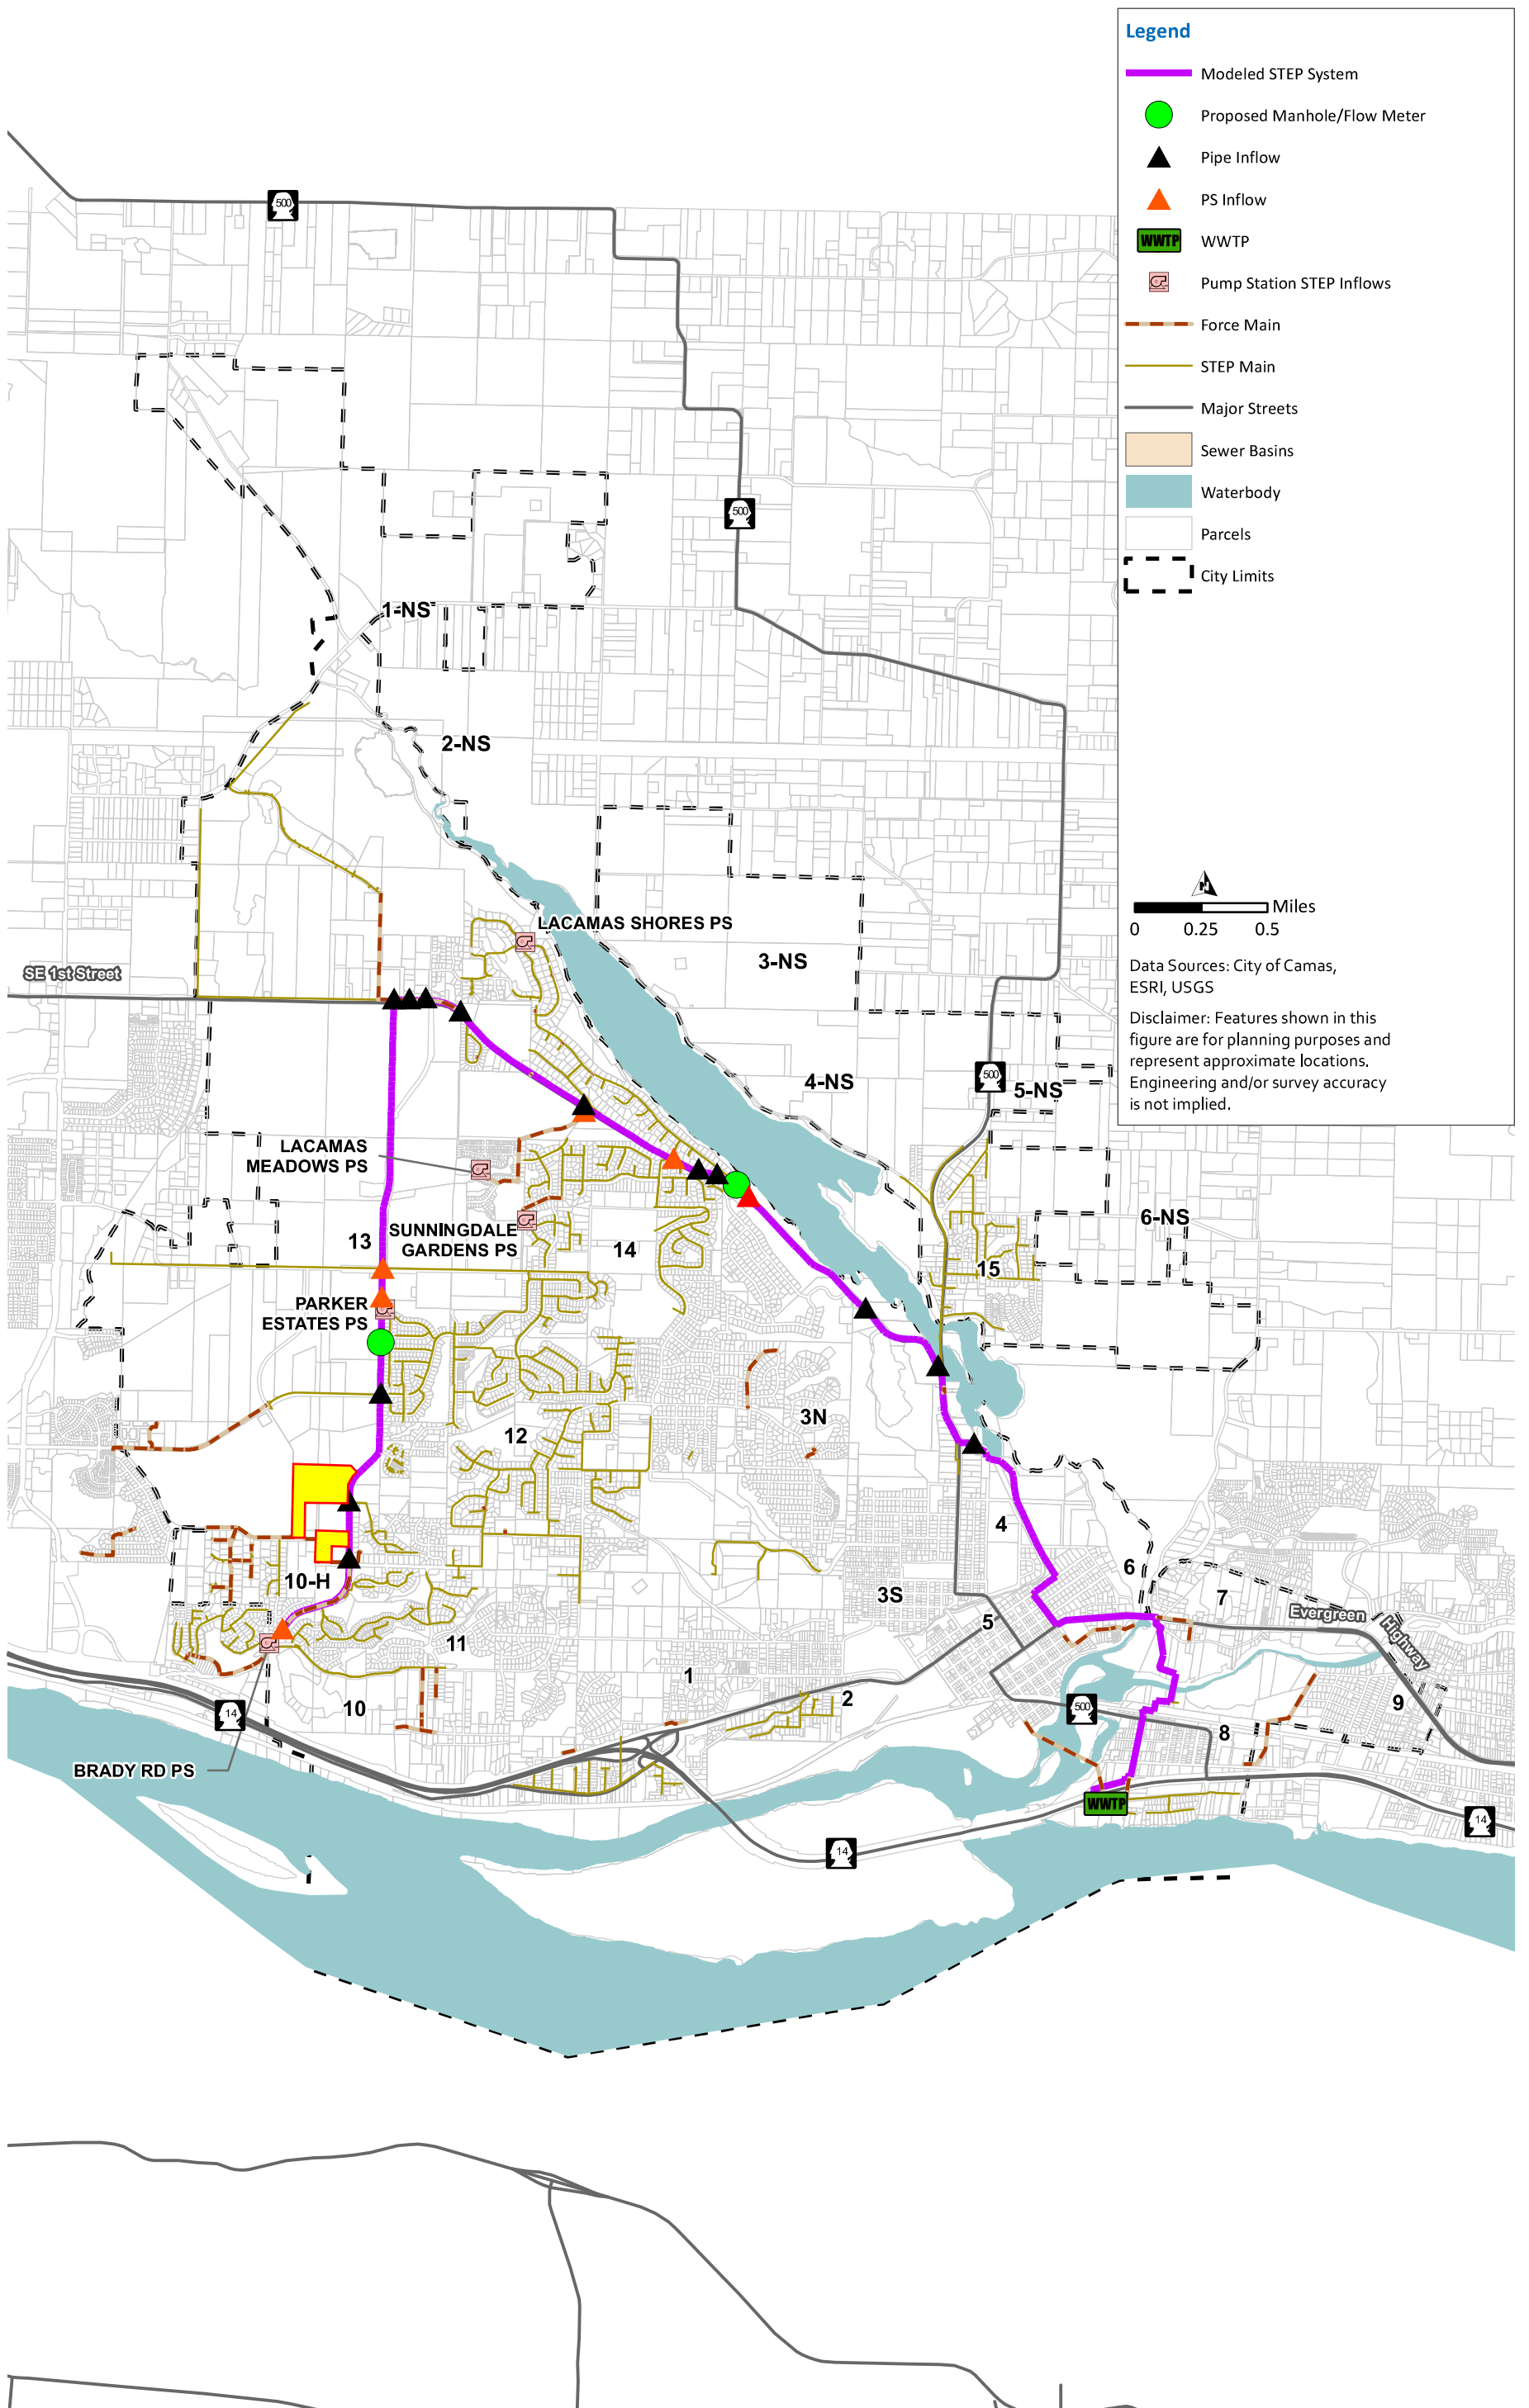 Legend
Modeled STEP System
Proposed Manhole/Flow Meter
Pipe Inflow
PS Inflow
WWTP
WWTP
Pump Station STEP Inflows
Force Main
STEP Main
Major Streets
Sewer Basins
Waterbody
Parcels
City Limits
N
Miles
0 0.25 0.5
Data Sources: City of Camas,
ESRI, USGS
Disclaimer: Features shown in this
figure are for planning purposes and
represent approximate locations.
Engineering and/or survey accuracy
is not implied.
500
500
1-NS
2-NS
LACAMAS SHORES PS
3-NS
SE 1st Street
4-NS
500
5-NS
LACAMAS
MEADOWS PS
6-NS
13
SUNNINGDALE
GARDENS PS
14
15
PARKER
ESTATES PS
3N
12
4
10-H
3S
6
7
5
Evergreen
Highway
11
1
2
9
10
14
500
8
BRADY RD PS
WWTP
14
14